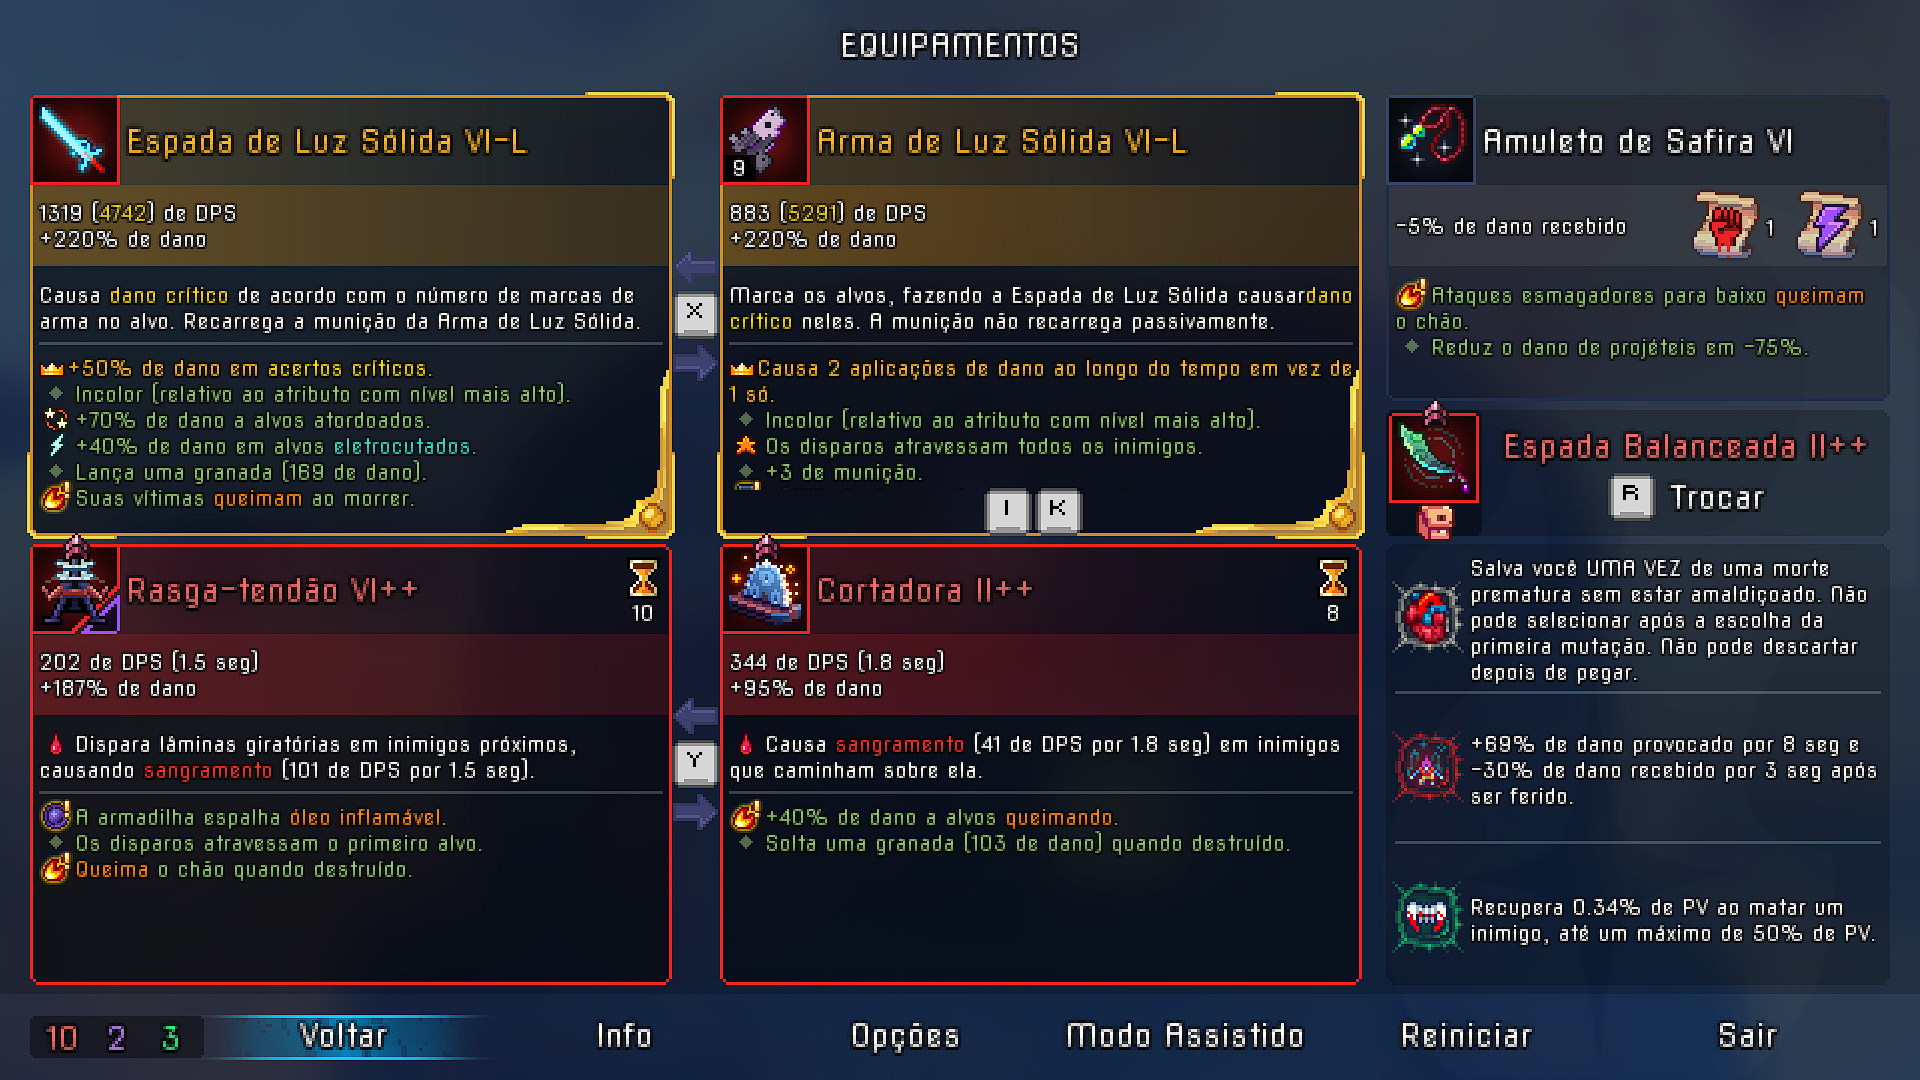 EQUIPAMENTOS
Espada de Luz Sólida VI-L
1319 (4742) de DPS
+220% de dano
Causa dano crítico de acordo com o número de marcas de
arma no alvo. Recarrega a munição da Arma de Luz Sólida.
+50% de dano em acertos críticos.
Incolor (relativo ao atributo com nível mais alto).
+70% de dano a alvos atordoados.
+40% de dano em alvos eletrocutados.
Lança uma granada (169 de dano).
Suas vítimas queimam ao morrer.
X
9
Arma de Luz Sólida VI-L
883 (5291) de DPS
+220% de dano
Marca os alvos, fazendo a Espada de Luz Sólida causardano
crítico neles. A munição não recarrega passivamente.
Causa 2 aplicações de dano ao longo do tempo em vez de
1 só.
Incolor (relativo ao atributo com nível mais alto).
Os disparos atravessam todos os inimigos.
+3 de munição.
I K
Amuleto de Safira VI
-5% de dano recebido
1 1
Ataques esmagadores para baixo queimam
o chão.
Reduz o dano de projéteis em -75%.
Espada Balanceada II++
R Trocar
Rasga-tendão VI++
10
202 de DPS (1.5 seg)
+187% de dano
Dispara lâminas giratórias em inimigos próximos,
causando sangramento (101 de DPS por 1.5 seg).
A armadilha espalha óleo inflamável.
Os disparos atravessam o primeiro alvo.
Queima o chão quando destruído.
Y
Cortadora II++
8
344 de DPS (1.8 seg)
+95% de dano
Causa sangramento (41 de DPS por 1.8 seg) em inimigos
que caminham sobre ela.
+40% de dano a alvos queimando.
Solta uma granada (103 de dano) quando destruído.
Salva você UMA VEZ de uma morte
prematura sem estar amaldiçoado. Não
pode selecionar após a escolha da
primeira mutação. Não pode descartar
depois de pegar.
+69% de dano provocado por 8 seg e
-30% de dano recebido por 3 seg após
ser ferido.
Recupera 0.34% de PV ao matar um
inimigo, até um máximo de 50% de PV.
10 2 3
Voltar
Info
Opções
Modo Assistido
Reiniciar
Sair